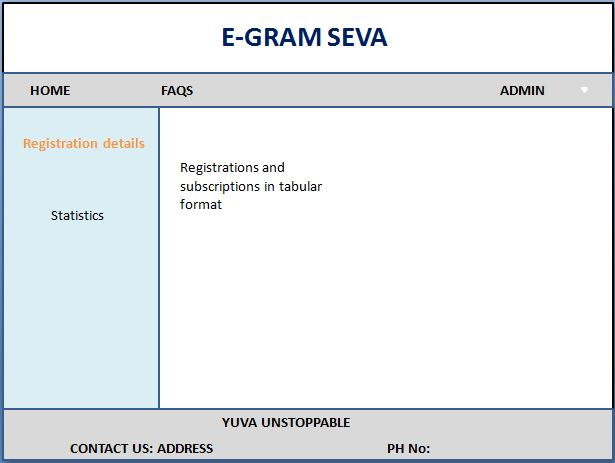 E-GRAM SEVA
HOME FAQS ADMIN
Registration details
Statistics
Registrations and
subscriptions in tabular
format
YUVA UNSTOPPABLE
CONTACT US: ADDRESS PH No: